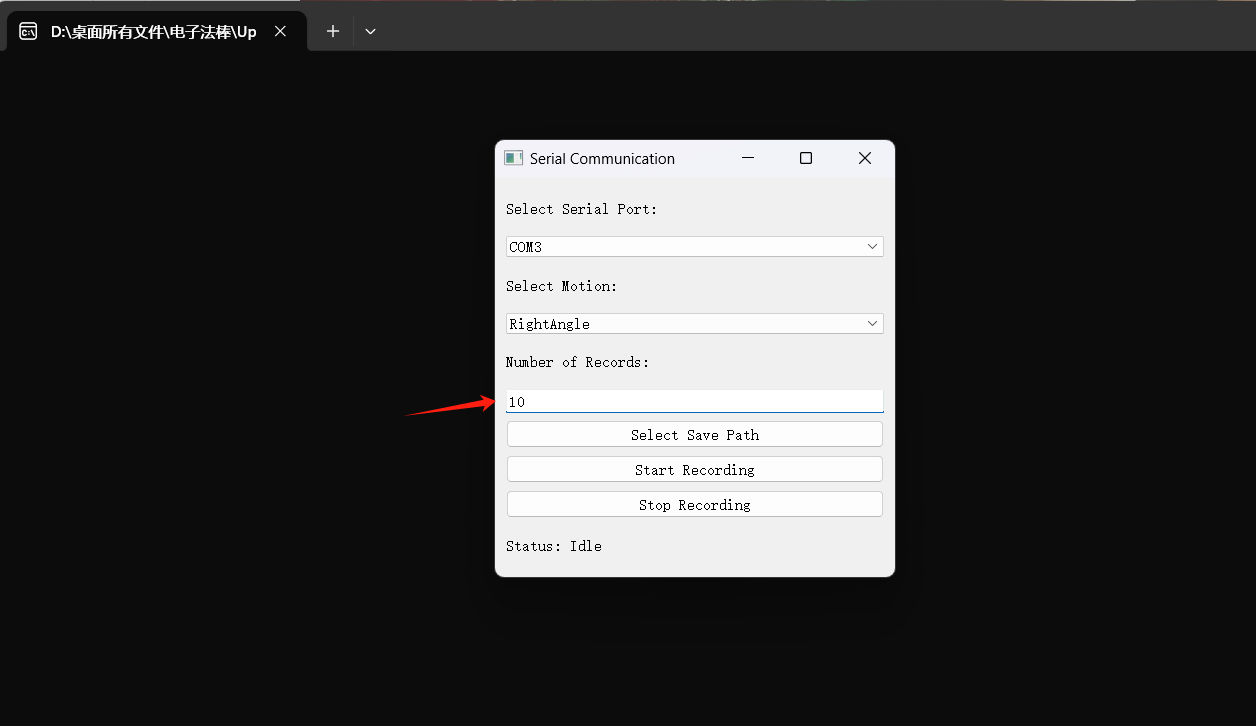 D:\桌面所有文件\电子法棒\Up
Serial Communication
Select Serial Port:
COM3
Select Motion:
RightAngle
Number of Records:
10
Select Save Path
Start Recording
Stop Recording
Status: Idle